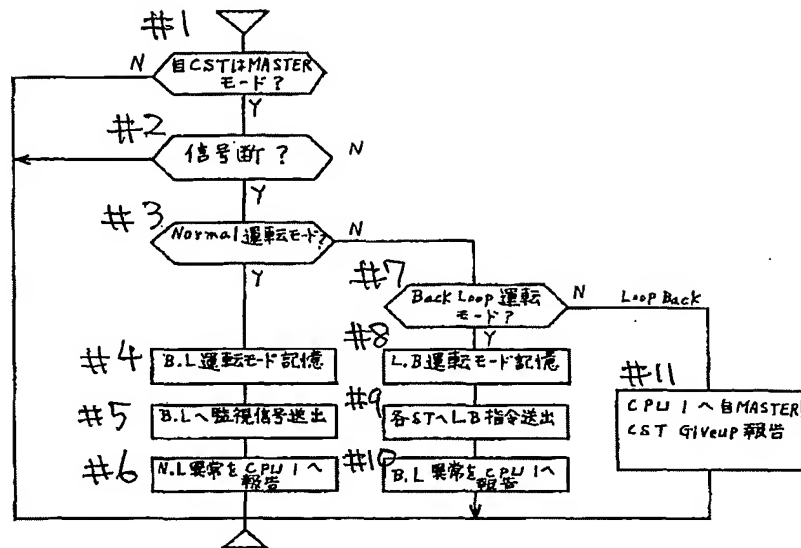 #1
N
自CSTはMASTER
モード?
Y
#2
信号断?
N
Y
#3
Normal運転モード?
N
Y
#7
Back Loop運転
モード?
N
Loop Back
Y
#4
B.L運転モード記憶
#8
L.B運転モード記憶
#11
CPU1へ自MASTER
CST Giveup報告
#5
B.Lへ監視信号送出
#9
各STへL.B指令送出
#6
N.L異常をCPU1へ
報告
#10
B.L異常をCPU1へ
報告